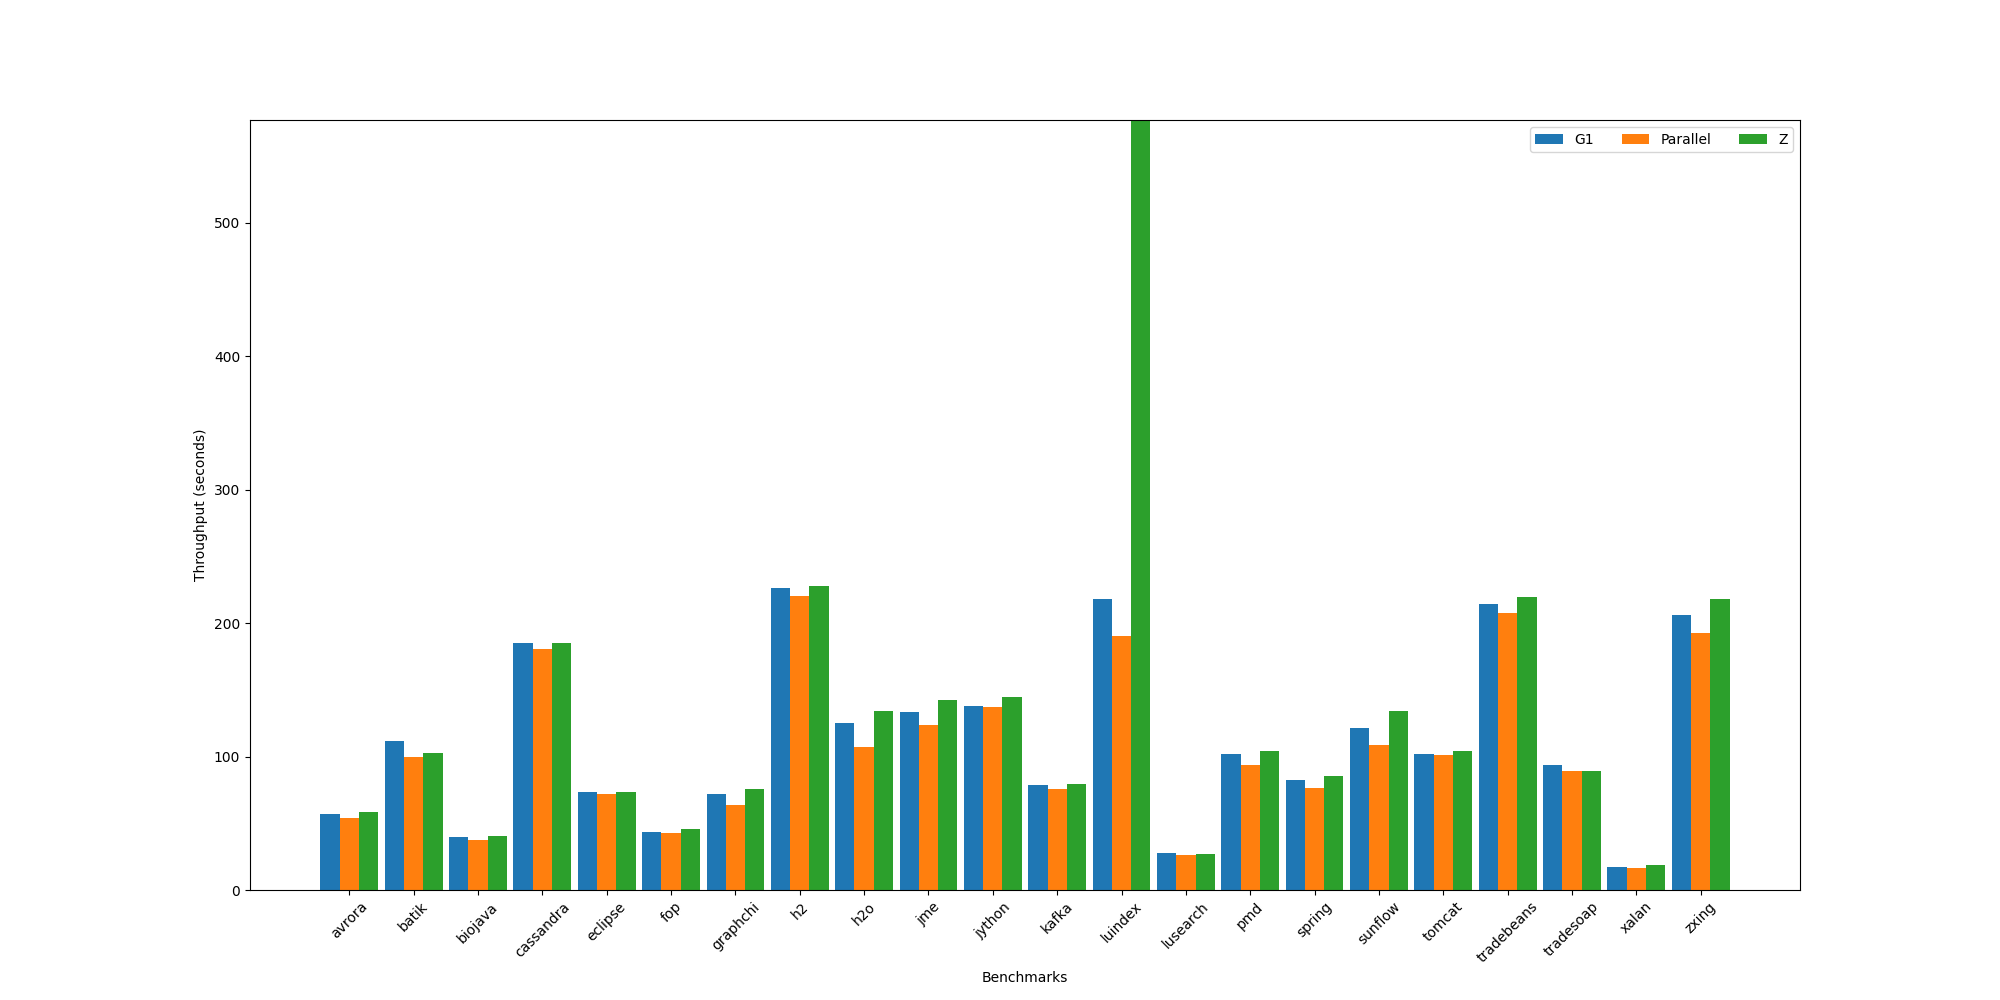 G1 Parallel Z
500
400
300
200
100
0
Throughput (seconds)
avrora batik biojava cassandra eclipse fop graphchi h2 h2o jme jython kafka luindex lusearch pmd spring sunflow tomcat tradebeans tradesoap xalan zxing
Benchmarks